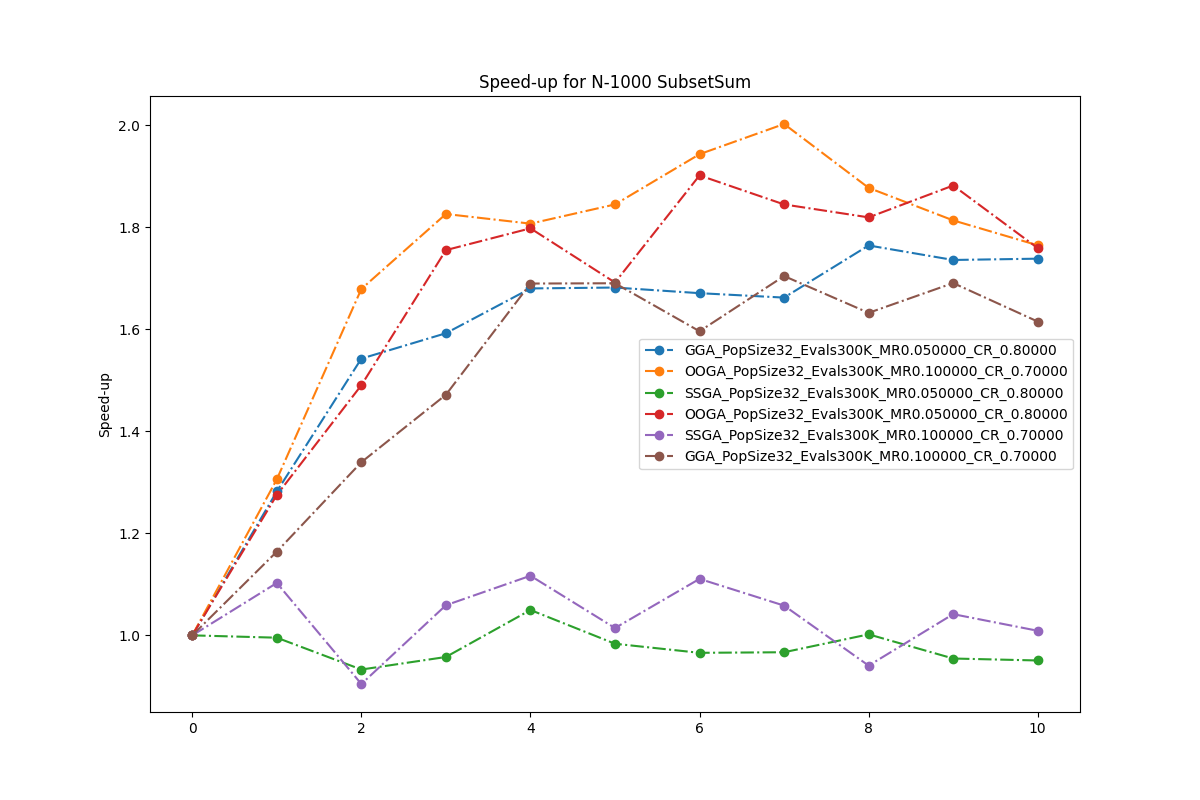 Speed-up for N-1000 SubsetSum
2.0
1.8
1.6
1.4
1.2
1.0
Speed-up
GGA_PopSize32_Evals300K_MR0.050000_CR_0.80000
OOGA_PopSize32_Evals300K_MR0.100000_CR_0.70000
SSGA_PopSize32_Evals300K_MR0.050000_CR_0.80000
OOGA_PopSize32_Evals300K_MR0.050000_CR_0.80000
SSGA_PopSize32_Evals300K_MR0.100000_CR_0.70000
GGA_PopSize32_Evals300K_MR0.100000_CR_0.70000
0 2 4 6 8 10